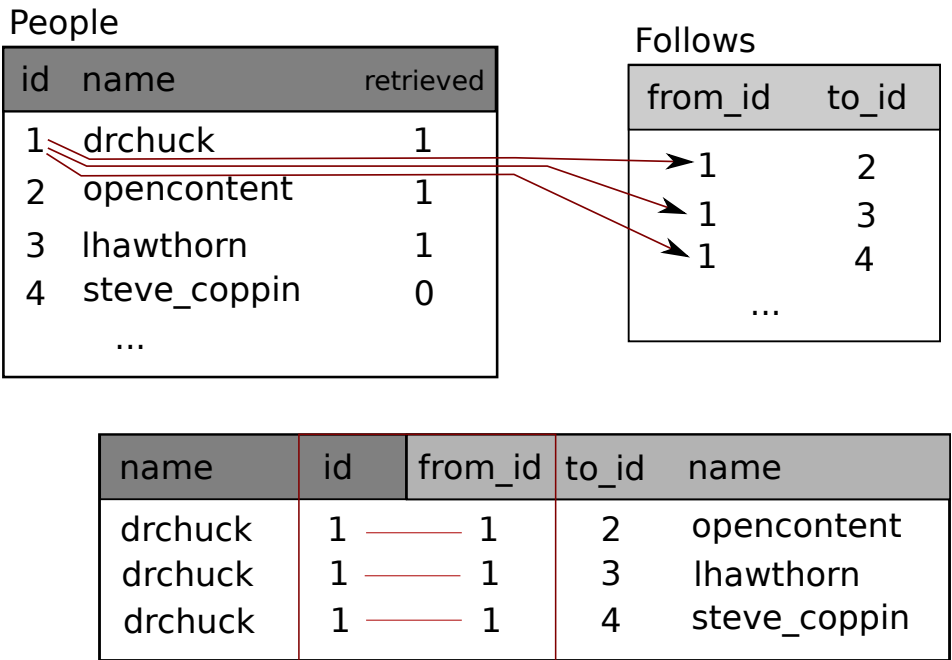 People
id name retrieved
1 drchuck 1
2 opencontent 1
3 lhawthorn 1
4 steve_coppin 0
...
Follows
from_id to_id
1 2
1 3
1 4
...
name id from_id to_id name
drchuck 1 1 2 opencontent
drchuck 1 1 3 lhawthorn
drchuck 1 1 4 steve_coppin